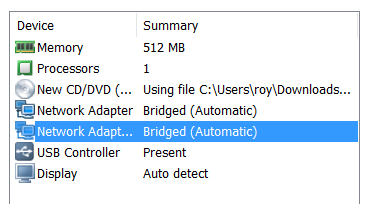 Device Summary
Memory 512 MB
Processors 1
New CD/DVD (... Using file C:\Users\roy\Downloads...
Network Adapter Bridged (Automatic)
Network Adapt... Bridged (Automatic)
USB Controller Present
Display Auto detect